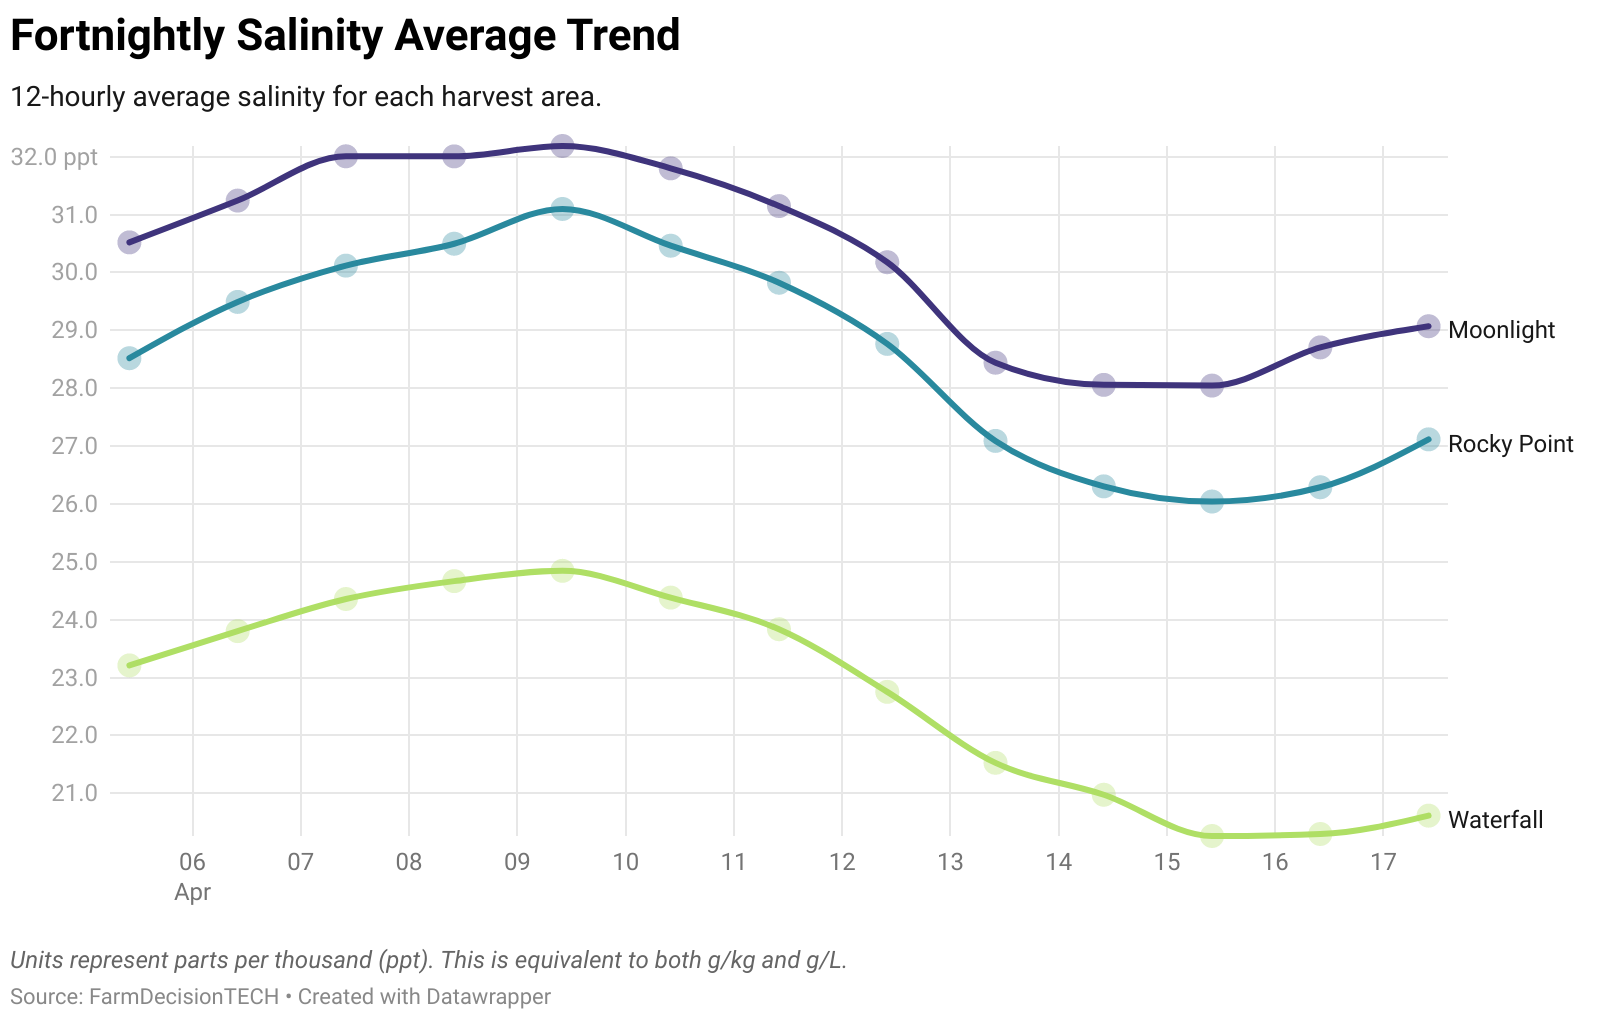 Fortnightly Salinity Average Trend
12-hourly average salinity for each harvest area.
32.0 ppt
31.0
30.0
29.0
Moonlight
28.0
27.0
Rocky Point
26.0
25.0
24.0
23.0
22.0
21.0
Waterfall
06 07 08 09 10 11 12 13 14 15 16 17
Apr
Units represent parts per thousand (ppt). This is equivalent to both g/kg and g/L.
Source: FarmDecisionTECH • Created with Datawrapper